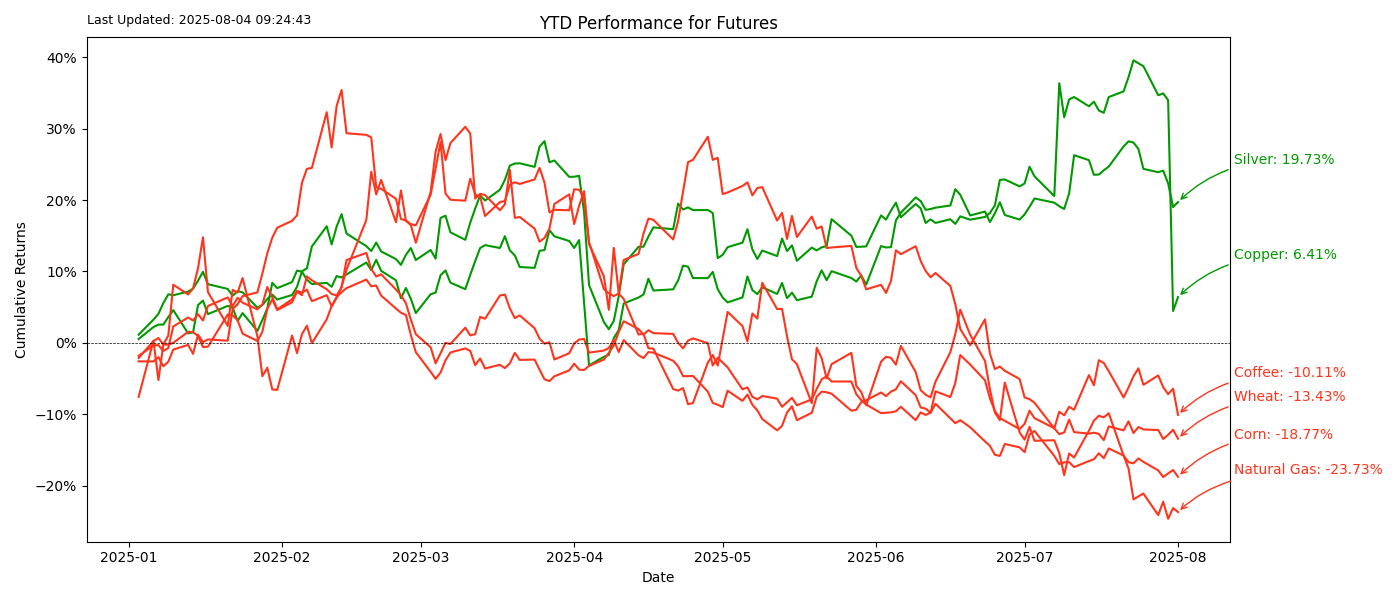 Last Updated: 2025-08-04 09:24:43
YTD Performance for Futures
Cumulative Returns
40%
30%
20%
10%
0%
−10%
−20%
Silver: 19.73%
Copper: 6.41%
Coffee: -10.11%
Wheat: -13.43%
Corn: -18.77%
Natural Gas: -23.73%
2025-01 2025-02 2025-03 2025-04 2025-05 2025-06 2025-07 2025-08
Date